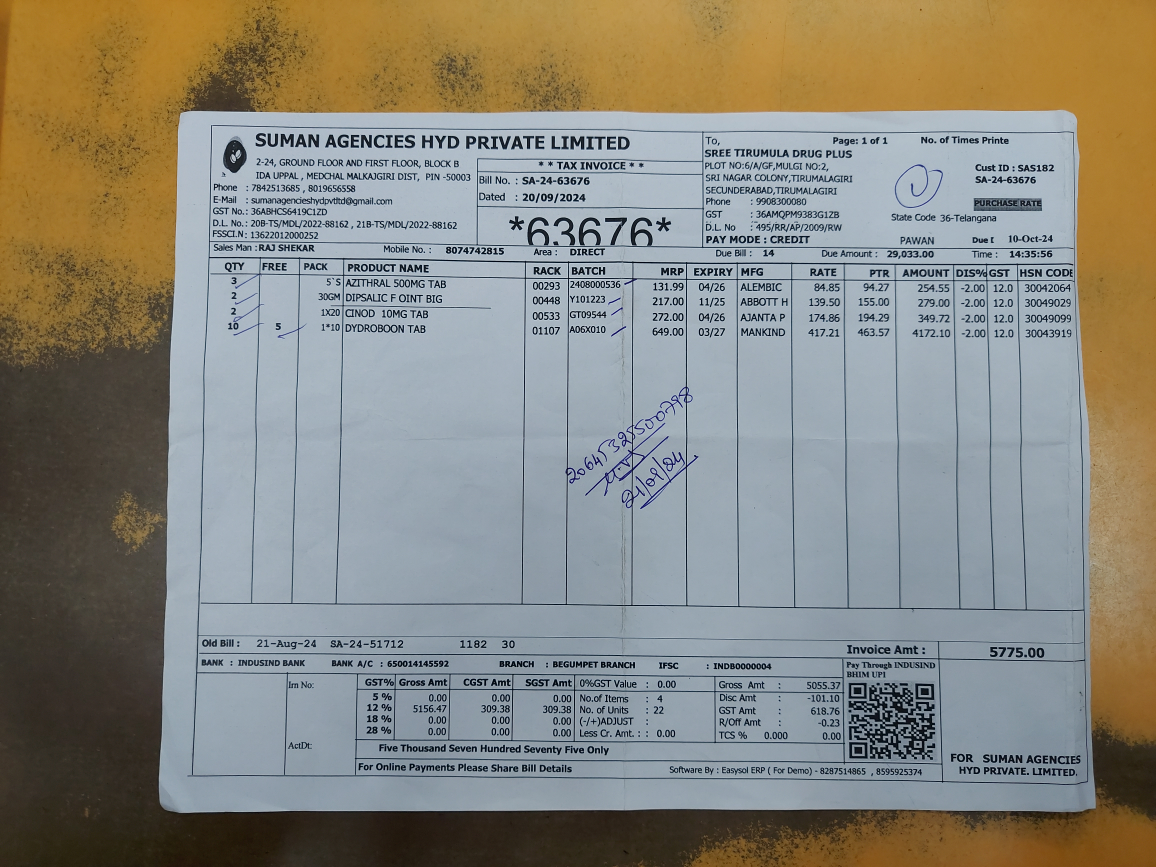 SUMAN AGENCIES HYD PRIVATE LIMITED
2-24, GROUND FLOOR AND FIRST FLOOR, BLOCK B
IDA UPPAL , MEDCHAL MALKAJGIRI DIST, PIN -50003
Phone : 7842513685 , 8019656558
E-Mail : sumanagencieshydpvtltd@gmail.com
GST No.: 36ABHCS6419C1ZD
D.L. No.: 20B-TS/MDL/2022-88162 , 21B-TS/MDL/2022-88162
FSSCI.N : 13622012000252
* * TAX INVOICE * *
Bill No. : SA-24-63676
Dated : 20/09/2024
*63676*
To, Page: 1 of 1 No. of Times Printe
SREE TIRUMULA DRUG PLUS
PLOT NO:6/A/GF,MULGI NO:2,
SRI NAGAR COLONY,TIRUMALAGIRI
SECUNDERABAD,TIRUMALAGIRI
Phone : 9908300080
GST : 36AMQPM9383G1ZB
D.L. No : 495/RR/AP/2009/RW
PAY MODE : CREDIT
Cust ID : SAS182
SA-24-63676
PURCHASE RATE
State Code 36-Telangana
PAWAN Due I 10-Oct-24
Sales Man : RAJ SHEKAR Mobile No. : 8074742815 Area : DIRECT Due Bill : 14 Due Amount : 29,033.00 Time : 14:35:56
QTY FREE PACK PRODUCT NAME RACK BATCH MRP EXPIRY MFG RATE PTR AMOUNT DIS% GST HSN CODE
3 5`S AZITHRAL 500MG TAB 00293 2408000536 131.99 04/26 ALEMBIC 84.85 94.27 254.55 -2.00 12.0 30042064
2 30GM DIPSALIC F OINT BIG 00448 Y101223 217.00 11/25 ABBOTT H 139.50 155.00 279.00 -2.00 12.0 30049029
2 1X20 CINOD 10MG TAB 00533 GT09544 272.00 04/26 AJANTA P 174.86 194.29 349.72 -2.00 12.0 30049099
10 5 1*10 DYDROBOON TAB 01107 A06X010 649.00 03/27 MANKIND 417.21 463.57 4172.10 -2.00 12.0 30043919
20645325500798
21/09/24
Old Bill : 21-Aug-24 SA-24-51712 1182 30
Invoice Amt : 5775.00
BANK : INDUSIND BANK BANK A/C : 650014145592 BRANCH : BEGUMPET BRANCH IFSC : INDB0000004
Pay Through INDUSIND
BHIM UPI
Irn No:
ActDt:
GST% Gross Amt CGST Amt SGST Amt
5 % 0.00 0.00 0.00
12 % 5156.47 309.38 309.38
18 % 0.00 0.00 0.00
28 % 0.00 0.00 0.00
0%GST Value : 0.00
No.of Items : 4
No. of Units : 22
(-/+)ADJUST :
Less Cr. Amt. : : 0.00
Gross Amt : 5055.37
Disc Amt -101.10
GST Amt : 618.76
R/Off Amt : -0.23
TCS % 0.000 0.00
Five Thousand Seven Hundred Seventy Five Only
For Online Payments Please Share Bill Details
Software By : Easysol ERP ( For Demo) - 8287514865 , 8595925374
FOR SUMAN AGENCIES
HYD PRIVATE. LIMITED.